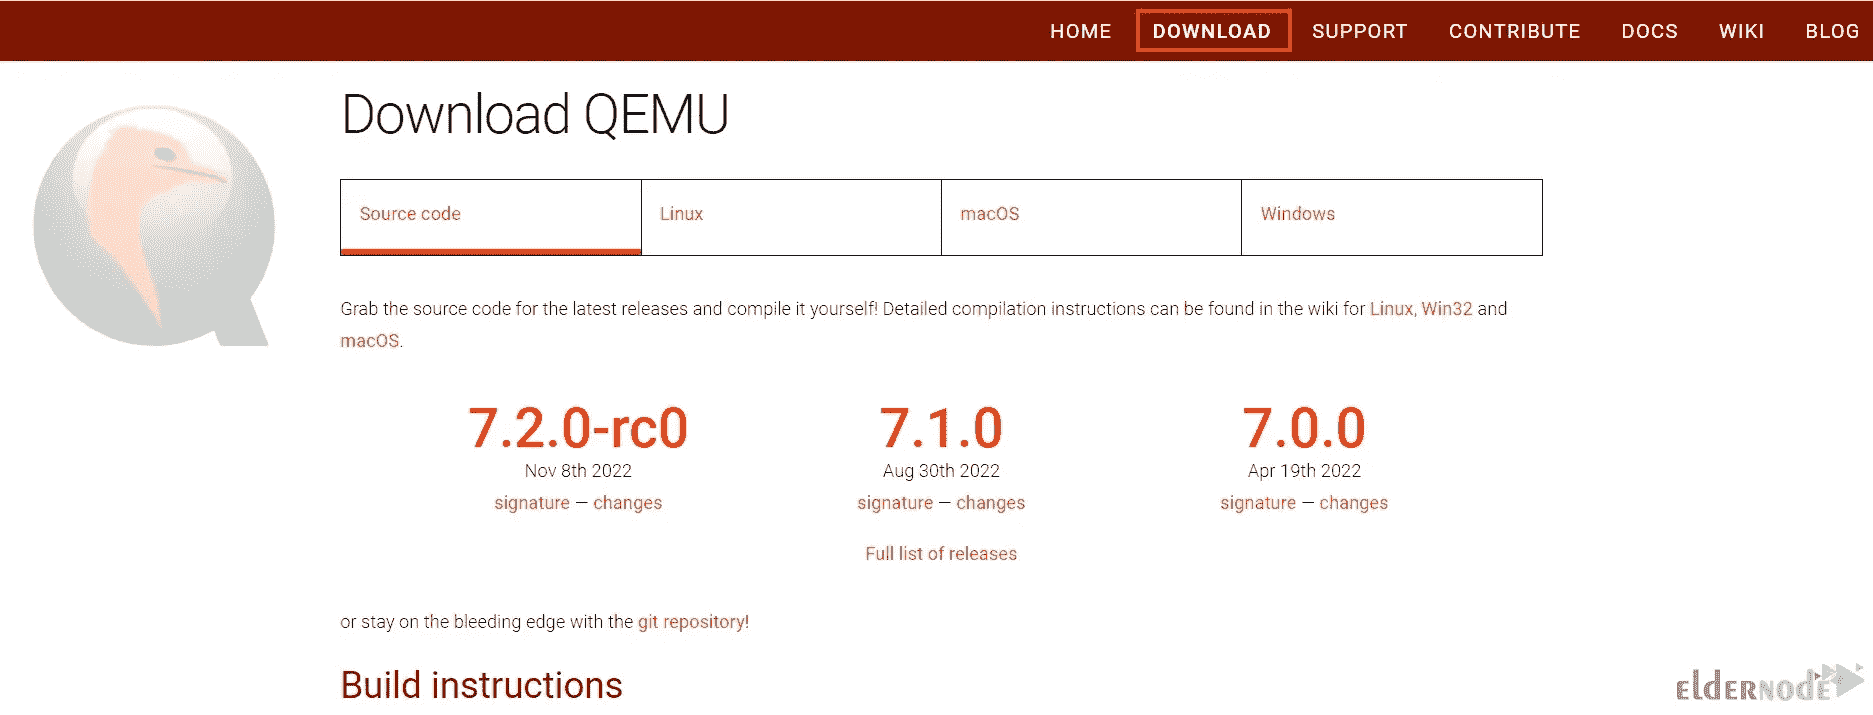 HOME DOWNLOAD SUPPORT CONTRIBUTE DOCS WIKI BLOG
Download QEMU
Source code Linux macOS Windows
Grab the source code for the latest releases and compile it yourself! Detailed compilation instructions can be found in the wiki for Linux, Win32 and
macOS.
7.2.0-rc0 7.1.0 7.0.0
Nov 8th 2022 Aug 30th 2022 Apr 19th 2022
signature — changes signature — changes signature — changes
Full list of releases
or stay on the bleeding edge with the git repository!
Build instructions
elderNode